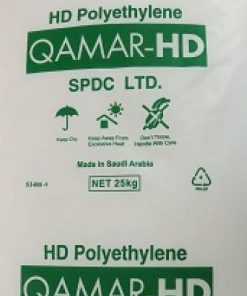 HD Polyethylene
QAMAR-HD
SPDC LTD.
Keep Dry
Keep Away From
Excessive Heat
Don't Throw,
Handle With Care
Made in Saudi Arabia
NET 25kg
HD Polyethylene
QAMAR-HD